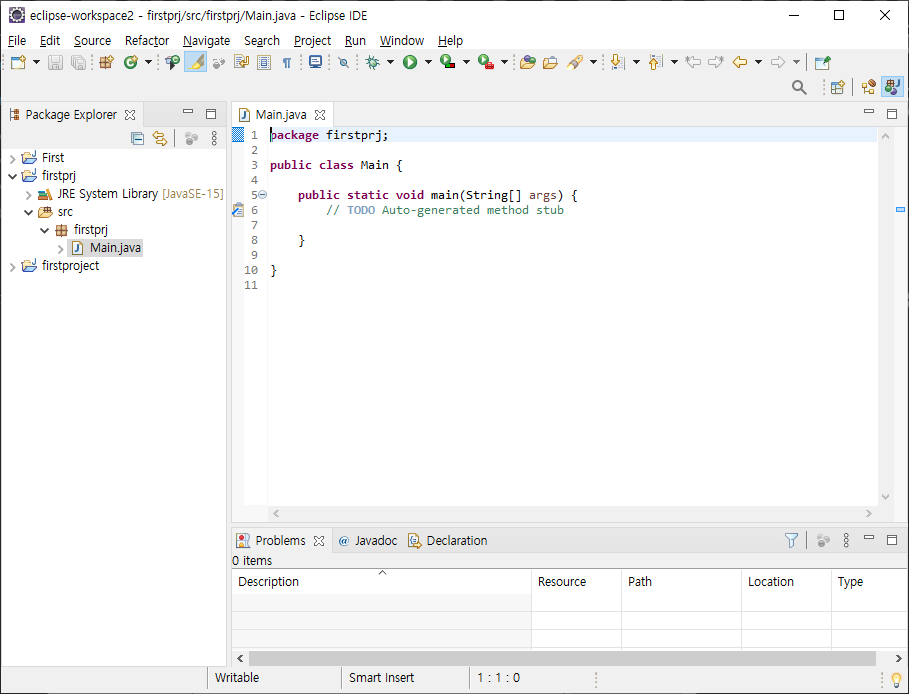 eclipse-workspace2 - firstprj/src/firstprj/Main.java - Eclipse IDE
File Edit Source Refactor Navigate Search Project Run Window Help
Package Explorer
First
firstprj
JRE System Library [JavaSE-15]
src
firstprj
Main.java
firstproject
Main.java
1 package firstprj;
2
3 public class Main {
4
5 public static void main(String[] args) {
6 // TODO Auto-generated method stub
7
8 }
9
10 }
11
Problems @ Javadoc Declaration
0 items
Description Resource Path Location Type
Writable Smart Insert 1 : 1 : 0